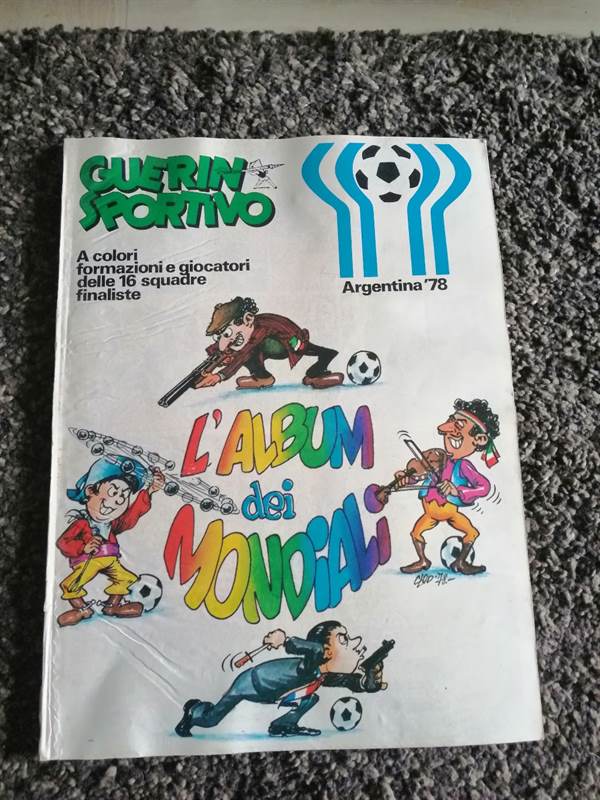 GUERIN
SPORTIVO
A colori
formazioni e giocatori
delle 16 squadre
finaliste
Argentina '78
L'ALBUM
dei
MONDIALI